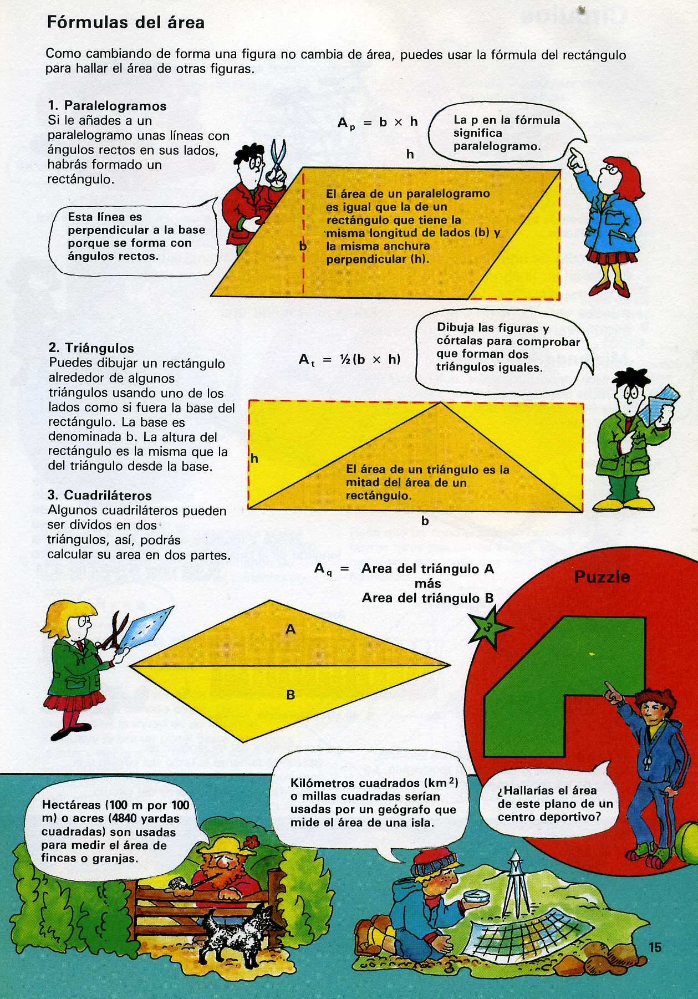 Fórmulas del área
Como cambiando de forma una figura no cambia de área, puedes usar la fórmula del rectángulo
para hallar el área de otras figuras.
1. Paralelogramos
Si le añades a un
paralelogramo unas líneas con
ángulos rectos en sus lados,
habrás formado un
rectángulo.
A p = b × h
La p en la fórmula
significa
paralelogramo.
h
Esta línea es
perpendicular a la base
porque se forma con
ángulos rectos.
b
El área de un paralelogramo
es igual que la de un
rectángulo que tiene la
misma longitud de lados (b) y
la misma anchura
perpendicular (h).
2. Triángulos
Puedes dibujar un rectángulo
alrededor de algunos
triángulos usando uno de los
lados como si fuera la base del
rectángulo. La base es
denominada b. La altura del
rectángulo es la misma que la
del triángulo desde la base.
A t = ½ (b × h)
Dibuja las figuras y
córtalas para comprobar
que forman dos
triángulos iguales.
h
El área de un triángulo es la
mitad del área de un
rectángulo.
b
3. Cuadriláteros
Algunos cuadriláteros pueden
ser dividos en dos
triángulos, así, podrás
calcular su area en dos partes.
A q = Area del triángulo A
más
Area del triángulo B
A
B
Puzzle
3
¿Hallarías el área
de este plano de un
centro deportivo?
Hectáreas (100 m por 100
m) o acres (4840 yardas
cuadradas) son usadas
para medir el área de
fincas o granjas.
Kilómetros cuadrados (km²)
o millas cuadradas serían
usadas por un geógrafo que
mide el área de una isla.
15